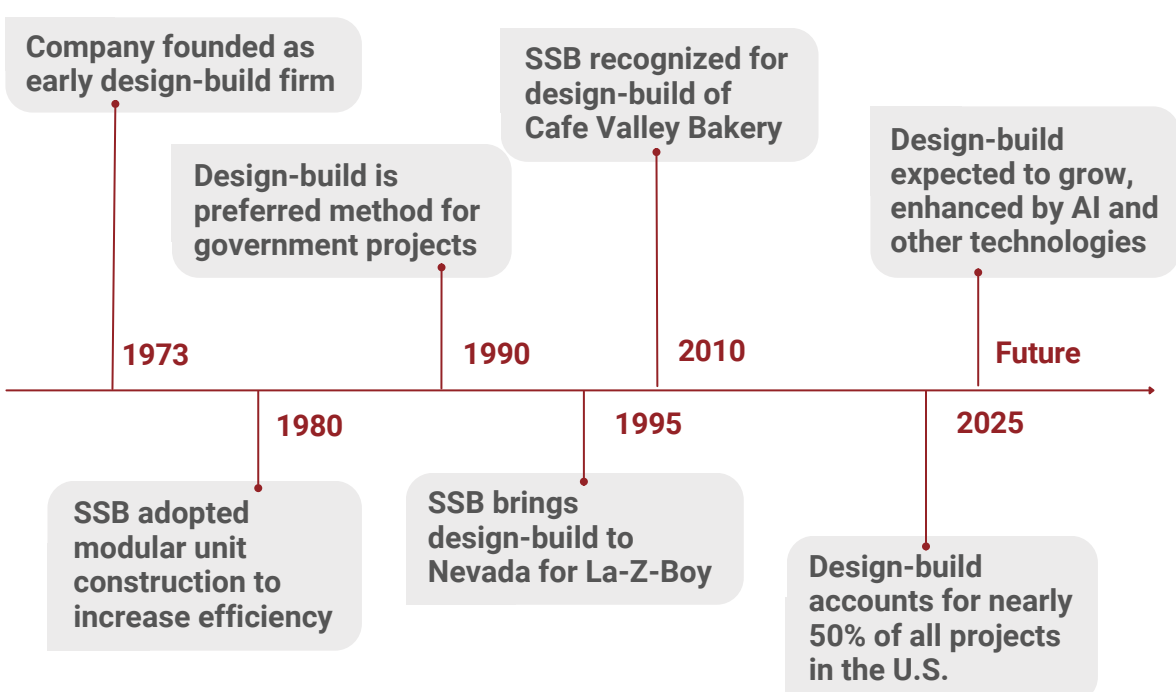 Company founded as
early design-build firm
1973
SSB adopted
modular unit
construction to
increase efficiency
1980
Design-build is
preferred method for
government projects
1990
SSB brings
design-build to
Nevada for La-Z-Boy
1995
SSB recognized for
design-build of
Cafe Valley Bakery
2010
Design-build
accounts for nearly
50% of all projects
in the U.S.
2025
Design-build
expected to grow,
enhanced by AI and
other technologies
Future